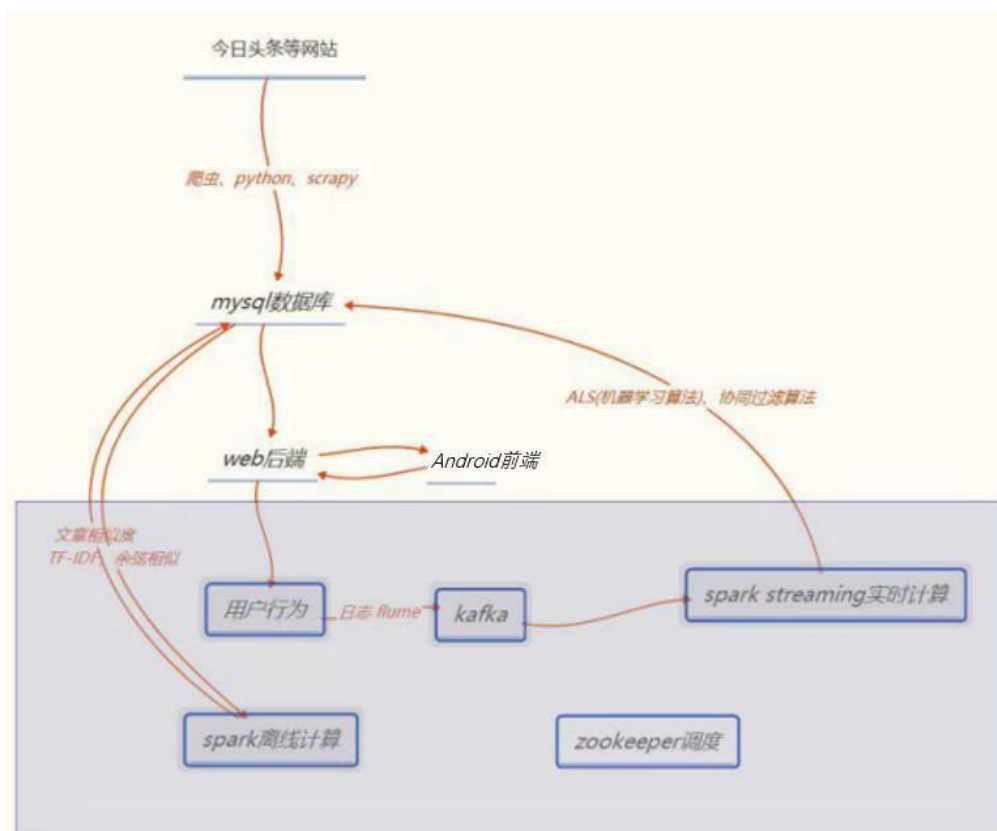 今日头条等网站
爬虫、python、scrapy
mysql数据库
ALS(机器学习算法)、协同过滤算法
web后端
Android前端
文章相似度
TF-IDF，余弦相似
用户行为
日志 flume
kafka
spark streaming实时计算
spark离线计算
zookeeper调度